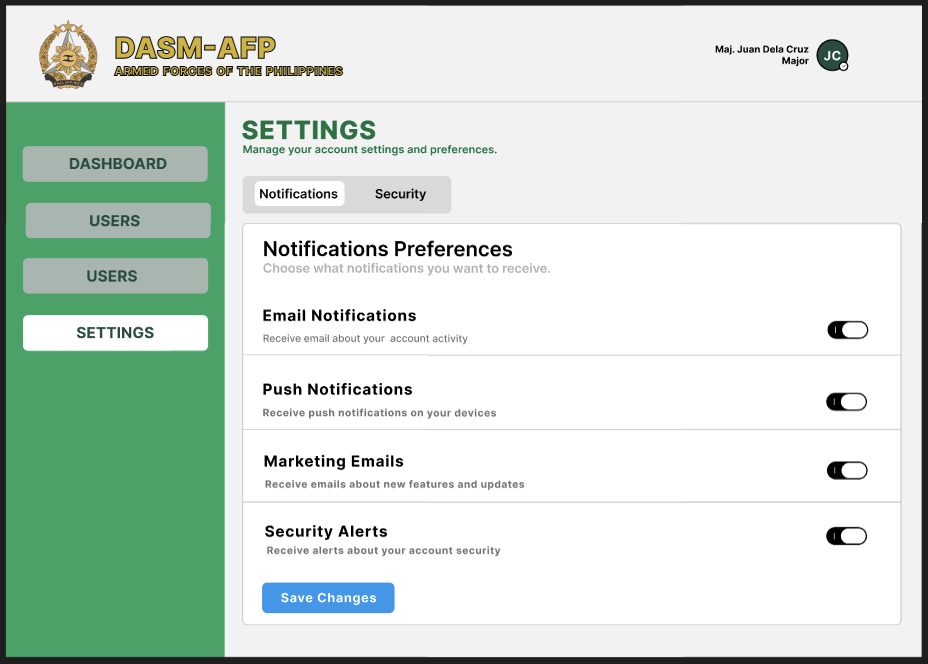 DASM-AFP
ARMED FORCES OF THE PHILIPPINES
Maj. Juan Dela Cruz
Major
JC
DASHBOARD
USERS
USERS
SETTINGS
SETTINGS
Manage your account settings and preferences.
Notifications
Security
Notifications Preferences
Choose what notifications you want to receive.
Email Notifications
Receive email about your account activity
Push Notifications
Receive push notifications on your devices
Marketing Emails
Receive emails about new features and updates
Security Alerts
Receive alerts about your account security
Save Changes